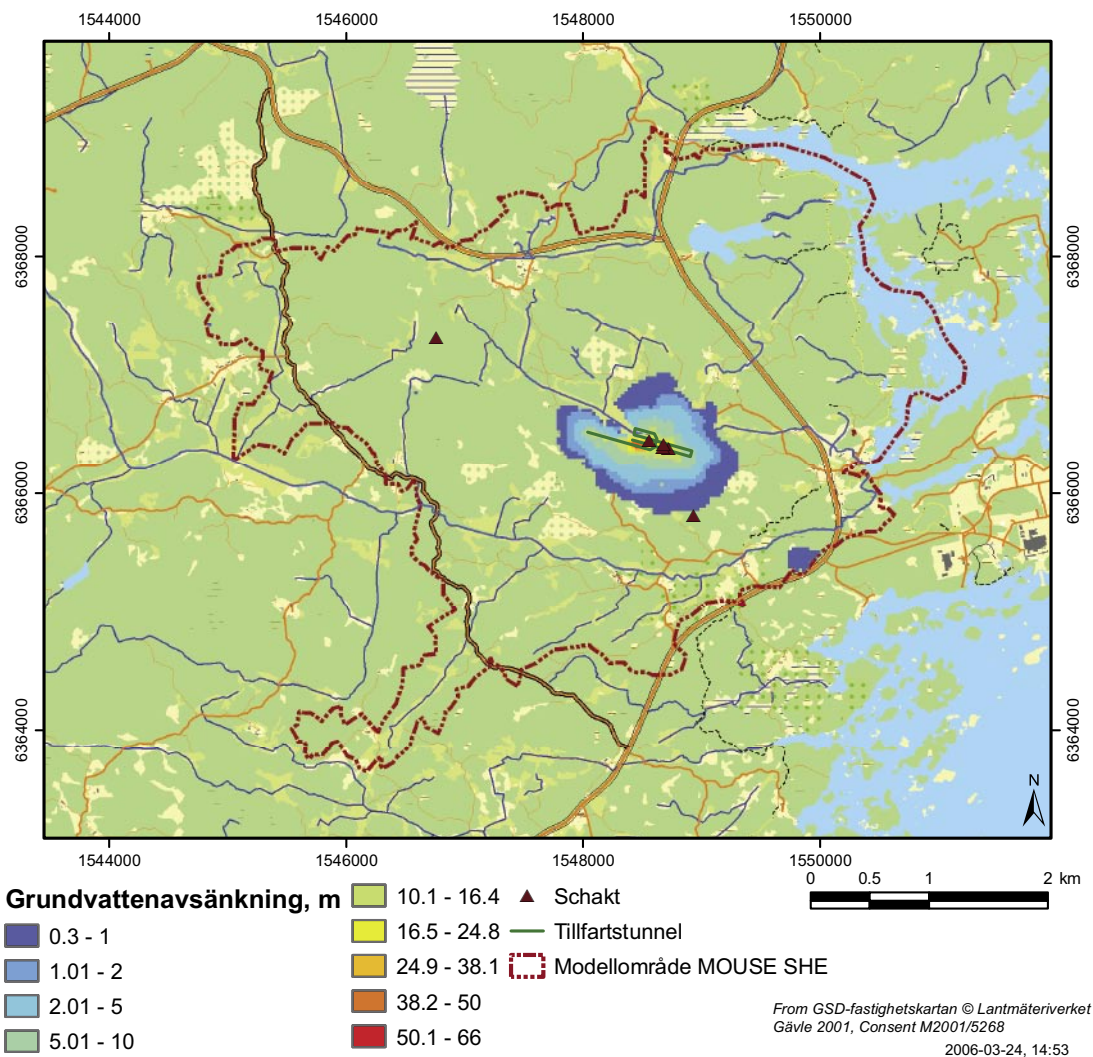 1544000 1546000 1548000 1550000
6368000 6368000
6366000 6366000
6364000 6364000
N
1544000 1546000 1548000 1550000
Grundvattenavsänkning, m
0.3 - 1
1.01 - 2
2.01 - 5
5.01 - 10
10.1 - 16.4
16.5 - 24.8
24.9 - 38.1
38.2 - 50
50.1 - 66
Schakt
Tillfartstunnel
Modellområde MOUSE SHE
0 0.5 1 2 km
From GSD-fastighetskartan © Lantmäteriverket
Gävle 2001, Consent M2001/5268
2006-03-24, 14:53